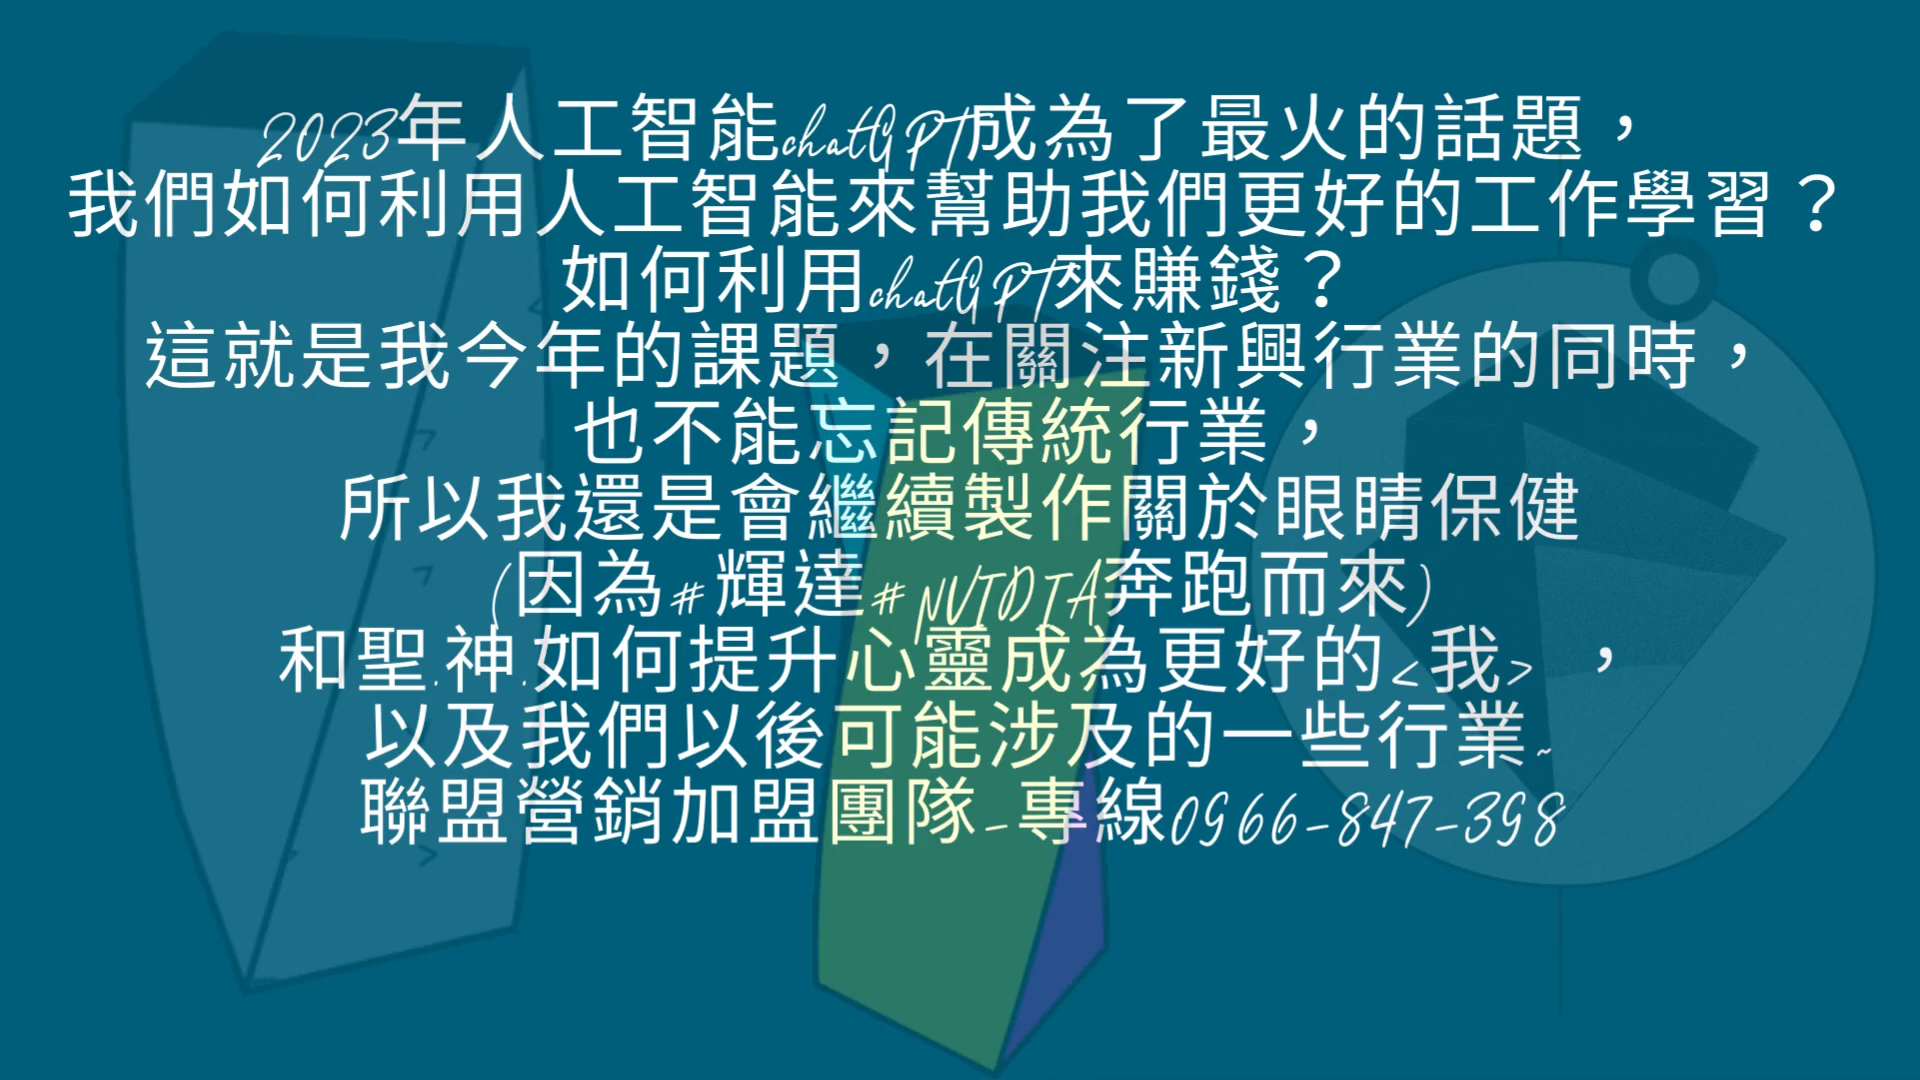 2023年人工智能chatGPT成為了最火的話題，
我們如何利用人工智能來幫助我們更好的工作學習？
如何利用chatGPT來賺錢？
這就是我今年的課題，在關注新興行業的同時，
也不能忘記傳統行業，
所以我還是會繼續製作關於眼睛保健
(因為#輝達#NVIDIA奔跑而來)
和聖.神.如何提升心靈成為更好的<我> ，
以及我們以後可能涉及的一些行業~
聯盟營銷加盟團隊-專線0966-847-398